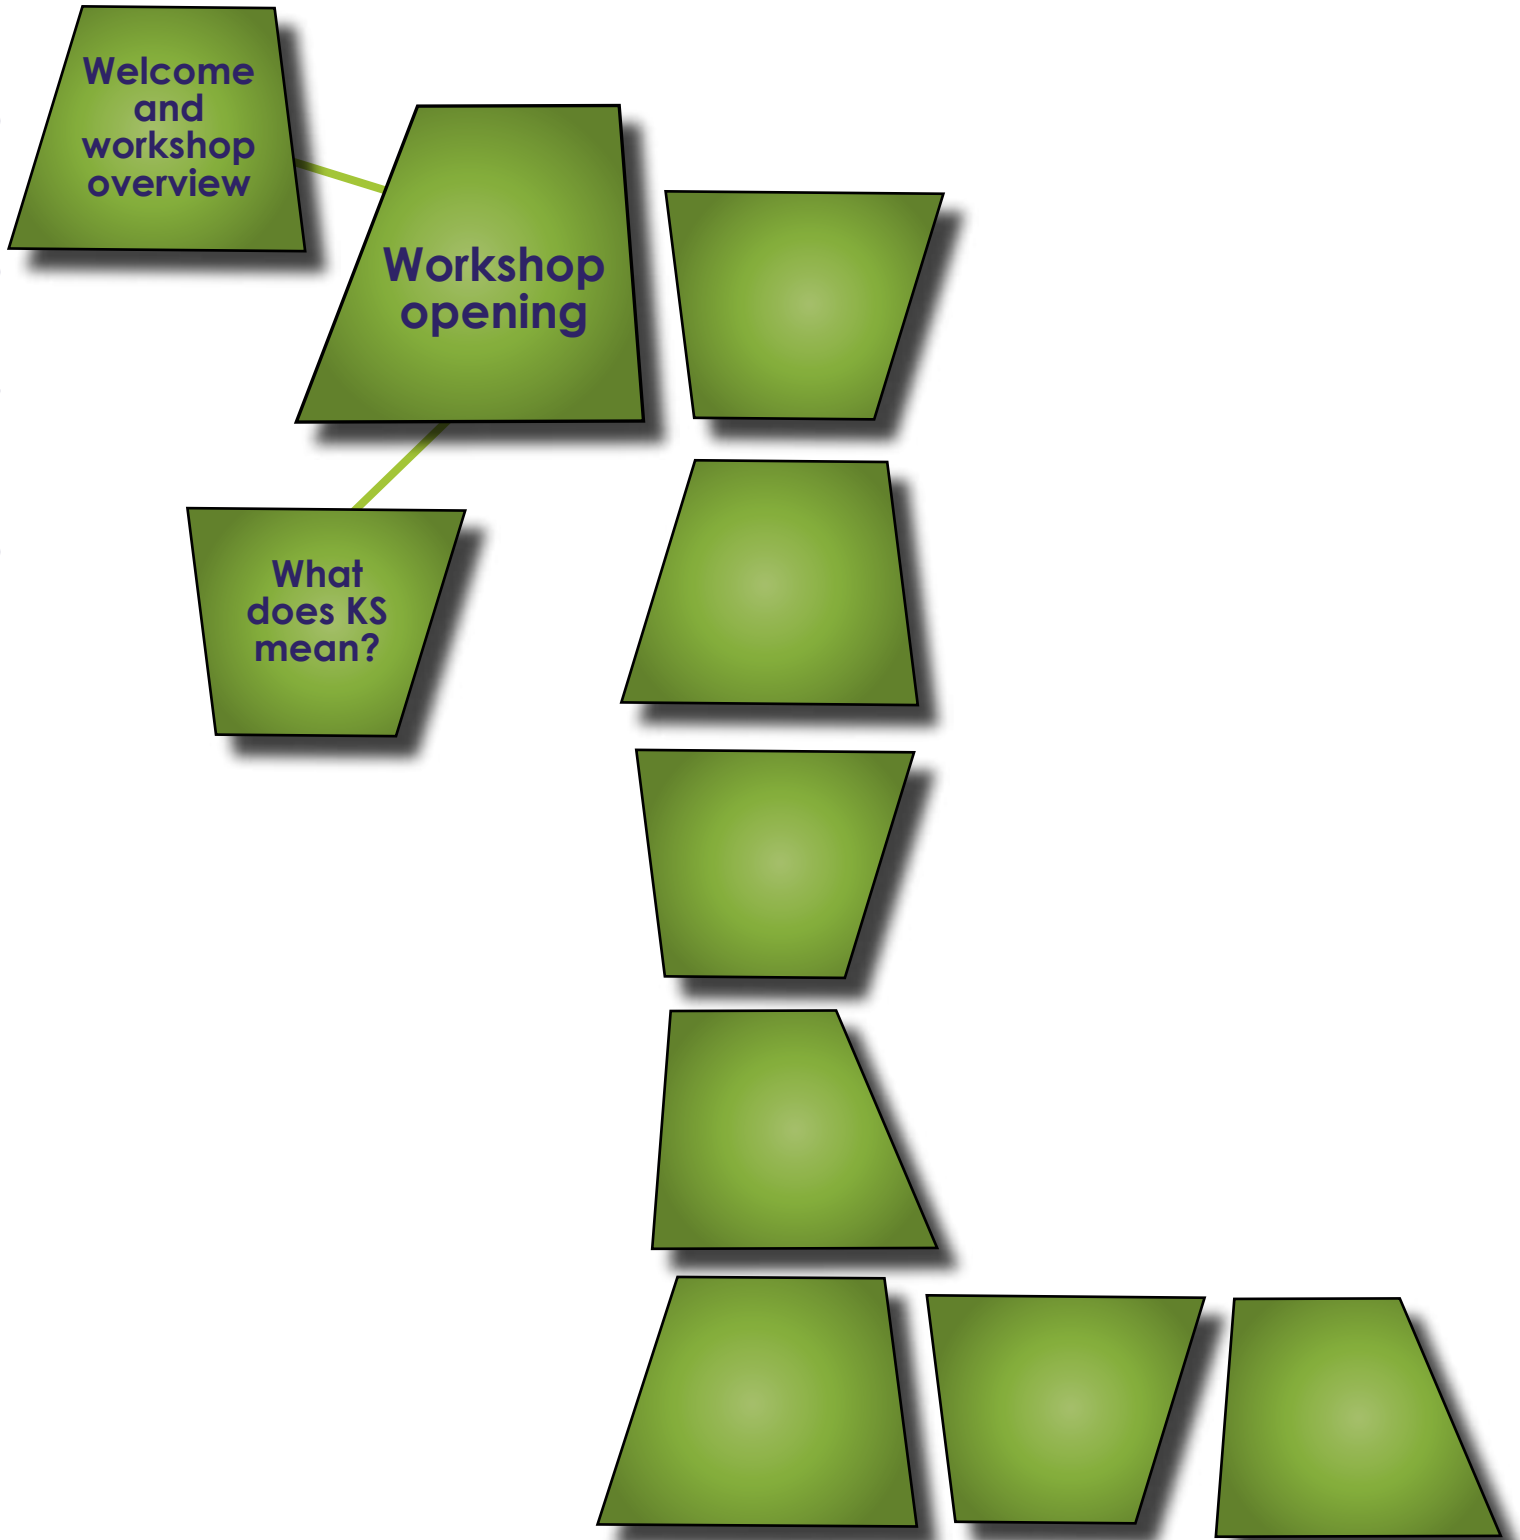 Welcome
and
workshop
overview
Workshop
opening
What
does KS
mean?